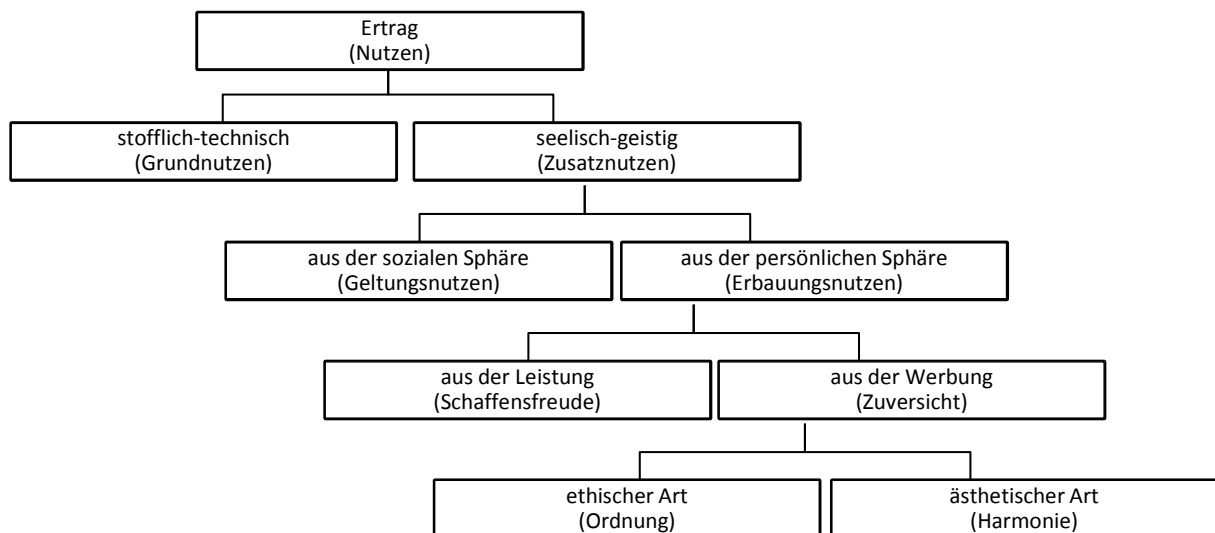 Ertrag
(Nutzen)
stofflich-technisch
(Grundnutzen)
seelisch-geistig
(Zusatznutzen)
aus der sozialen Sphäre
(Geltungsnutzen)
aus der persönlichen Sphäre
(Erbauungsnutzen)
aus der Leistung
(Schaffensfreude)
aus der Werbung
(Zuversicht)
ethischer Art
(Ordnung)
ästhetischer Art
(Harmonie)